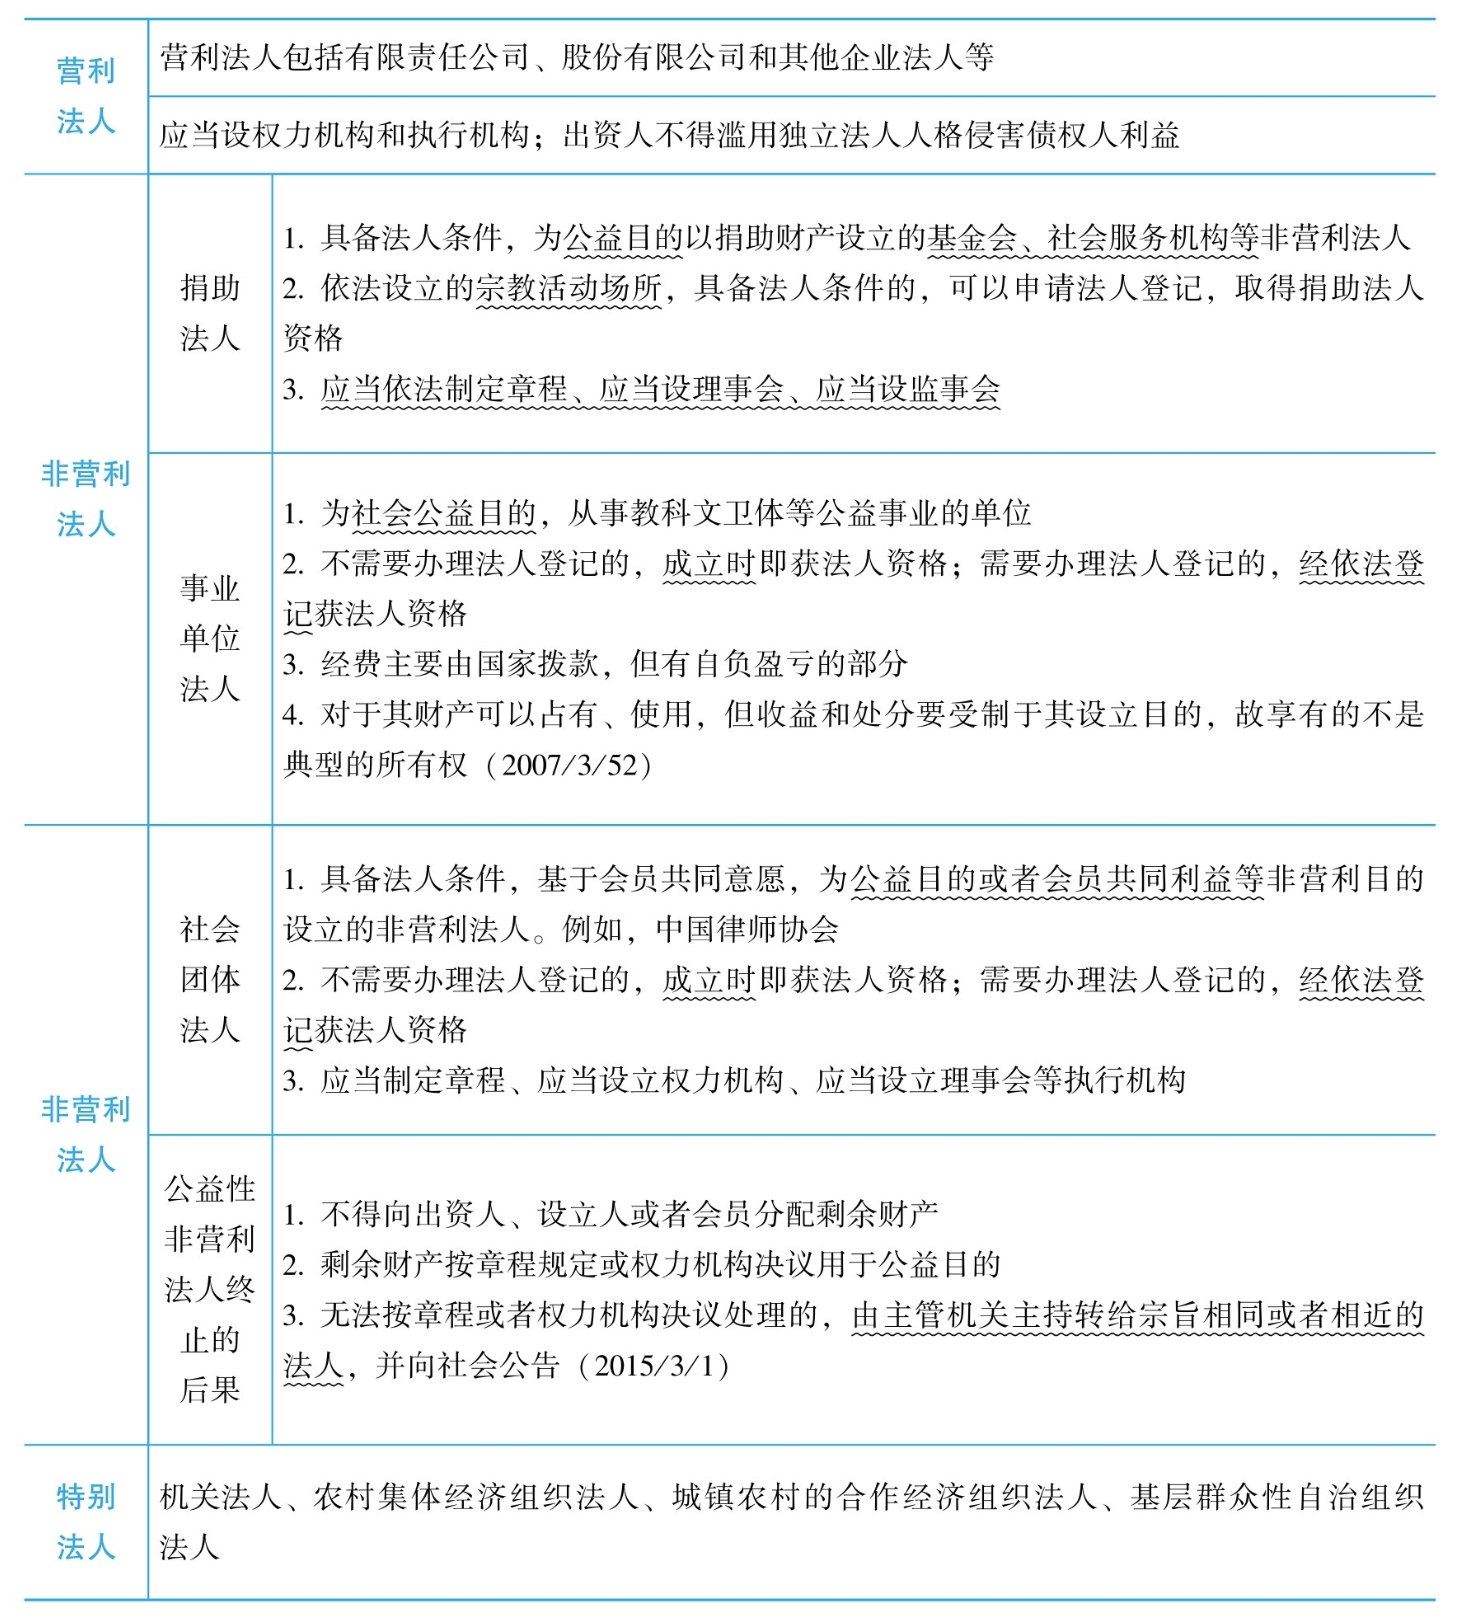 营利
法人
营利法人包括有限责任公司、股份有限公司和其他企业法人等
应当设权力机构和执行机构；出资人不得滥用独立法人人格侵害债权人利益
非营利
法人
捐助
法人
1. 具备法人条件，为公益目的以捐助财产设立的基金会、社会服务机构等非营利法人
2. 依法设立的宗教活动场所，具备法人条件的，可以申请法人登记，取得捐助法人
资格
3. 应当依法制定章程、应当设理事会、应当设监事会
事业
单位
法人
1. 为社会公益目的，从事教科文卫体等公益事业的单位
2. 不需要办理法人登记的，成立时即获法人资格；需要办理法人登记的，经依法登
记获法人资格
3. 经费主要由国家拨款，但有自负盈亏的部分
4. 对于其财产可以占有、使用，但收益和处分要受制于其设立目的，故享有的不是
典型的所有权（2007/3/52）
非营利
法人
社会
团体
法人
1. 具备法人条件，基于会员共同意愿，为公益目的或者会员共同利益等非营利目的
设立的非营利法人。例如，中国律师协会
2. 不需要办理法人登记的，成立时即获法人资格；需要办理法人登记的，经依法登
记获法人资格
3. 应当制定章程、应当设立权力机构、应当设立理事会等执行机构
公益性
非营利
法人终
止的
后果
1. 不得向出资人、设立人或者会员分配剩余财产
2. 剩余财产按章程规定或权力机构决议用于公益目的
3. 无法按章程或者权力机构决议处理的，由主管机关主持转给宗旨相同或者相近的
法人，并向社会公告（2015/3/1）
特别
法人
机关法人、农村集体经济组织法人、城镇农村的合作经济组织法人、基层群众性自治组织
法人